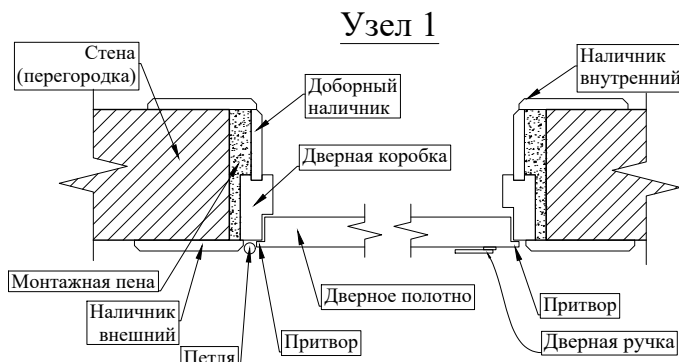 Узел 1
Стена
(перегородка)
Доборный
наличник
Наличник
внутренний
Дверная коробка
Монтажная пена
Наличник
внешний
Петля
Притвор
Дверное полотно
Притвор
Дверная ручка